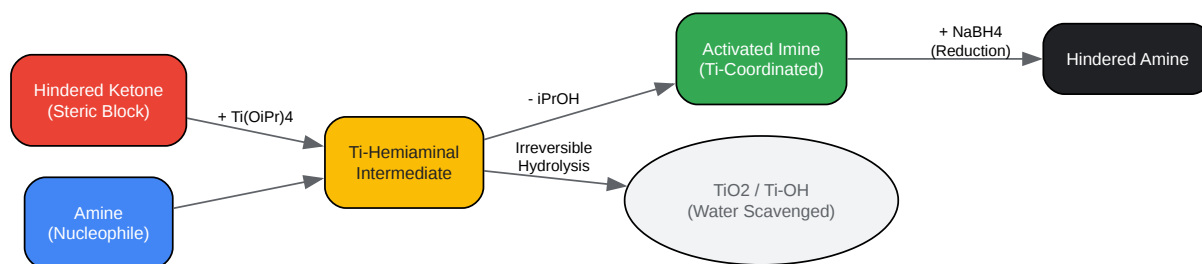 Hindered Ketone
(Steric Block)
+ Ti(OiPr)4
Amine
(Nucleophile)
Ti-Hemiaminal
Intermediate
- iPrOH
Irreversible
Hydrolysis
Activated Imine
(Ti-Coordinated)
TiO2 / Ti-OH
(Water Scavenged)
+ NaBH4
(Reduction)
Hindered Amine